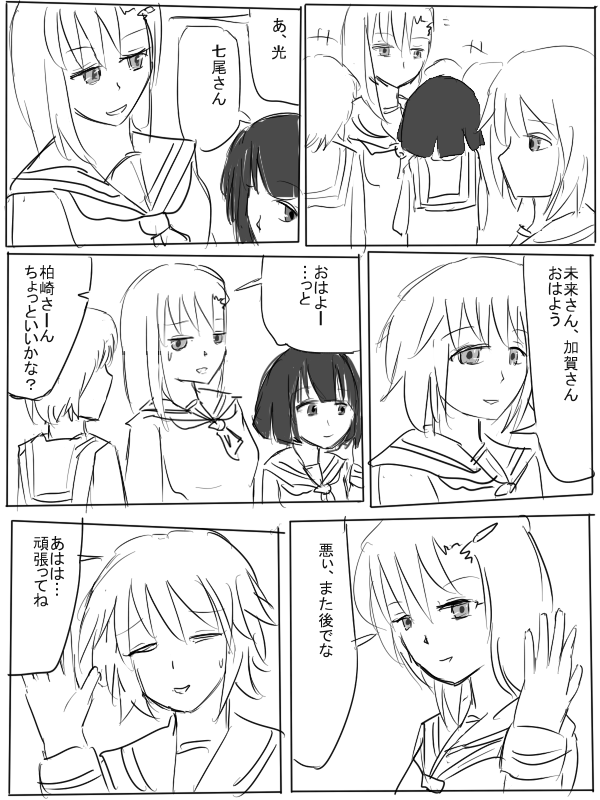 あ、光
七尾さん
未来さん、加賀さん
おはよう
おはよー
…っと
柏崎さーん
ちょっといいかな？
悪い、また後でな
あはは…
頑張ってね